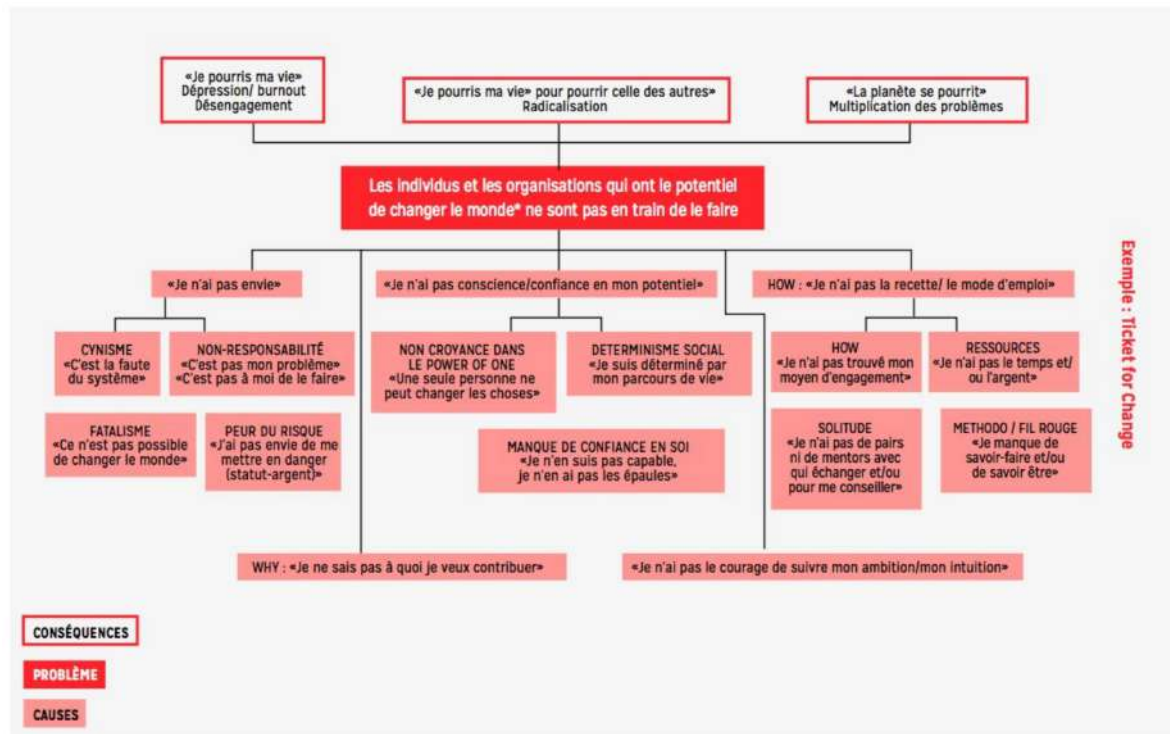 «Je pourris ma vie»
Dépression/ burnout
Désengagement
«Je pourris ma vie» pour pourrir celle des autres»
Radicalisation
«La planète se pourrit»
Multiplication des problèmes
Les individus et les organisations qui ont le potentiel
de changer le monde* ne sont pas en train de le faire
«Je n'ai pas envie»
«Je n'ai pas conscience/confiance en mon potentiel»
HOW : «Je n'ai pas la recette/ le mode d'emploi»
CYNISME
«C'est la faute
du système»
NON-RESPONSABILITÉ
«C'est pas mon problème»
«C'est pas à moi de le faire»
NON CROYANCE DANS
LE POWER OF ONE
«Une seule personne ne
peut changer les choses»
DETERMINISME SOCIAL
«Je suis déterminé par
mon parcours de vie»
HOW
«Je n'ai pas trouvé mon
moyen d'engagement»
RESSOURCES
«Je n'ai pas le temps et/
ou l'argent»
FATALISME
«Ce n'est pas possible
de changer le monde»
PEUR DU RISQUE
«J'ai pas envie de me
mettre en danger
(statut-argent)»
MANQUE DE CONFIANCE EN SOI
«Je n'en suis pas capable,
je n'en ai pas les épaules»
SOLITUDE
«Je n'ai pas de pairs
ni de mentors avec
qui échanger et/ou
pour me conseiller»
METHODO / FIL ROUGE
«Je manque de
savoir-faire et/ou
de savoir être»
WHY : «Je ne sais pas à quoi je veux contribuer»
«Je n'ai pas le courage de suivre mon ambition/mon intuition»
Exemple : Ticket for Change
CONSÉQUENCES
PROBLÈME
CAUSES